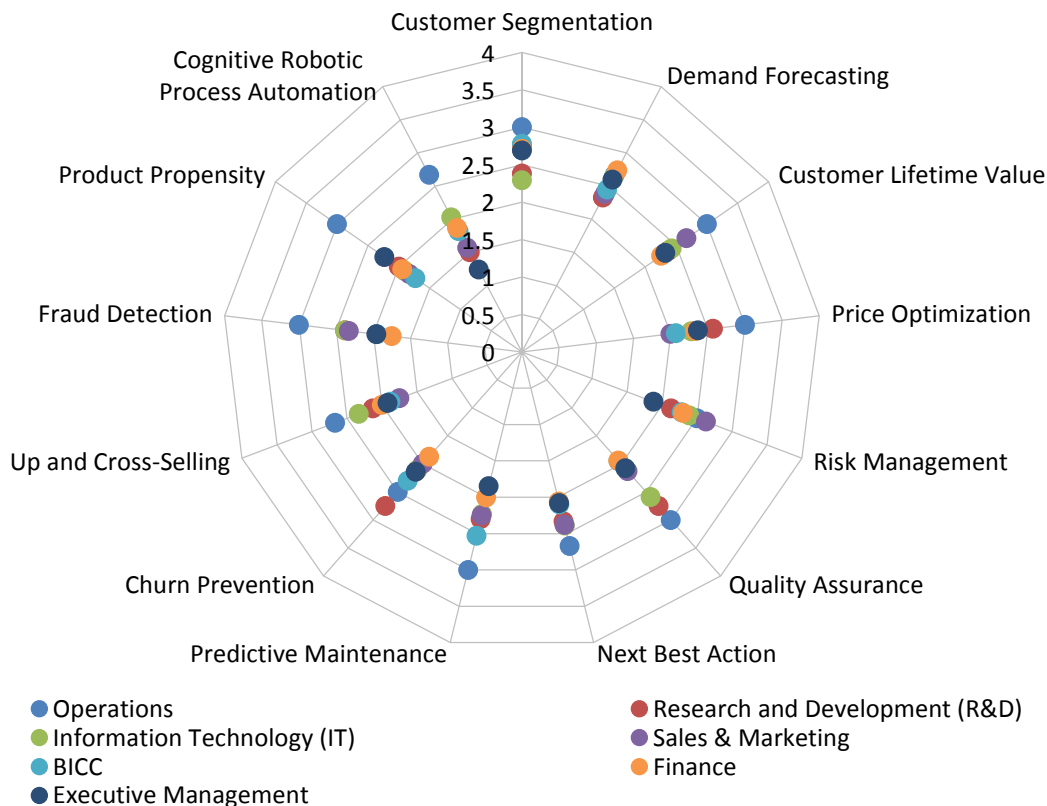 Customer Segmentation
Cognitive Robotic
Process Automation
Demand Forecasting
Product Propensity
Customer Lifetime Value
Fraud Detection
Price Optimization
Up and Cross-Selling
Risk Management
Churn Prevention
Quality Assurance
Predictive Maintenance
Next Best Action
4
3.5
3
2.5
2
1.5
1
0.5
0
Operations
Research and Development (R&D)
Information Technology (IT)
Sales & Marketing
BICC
Finance
Executive Management